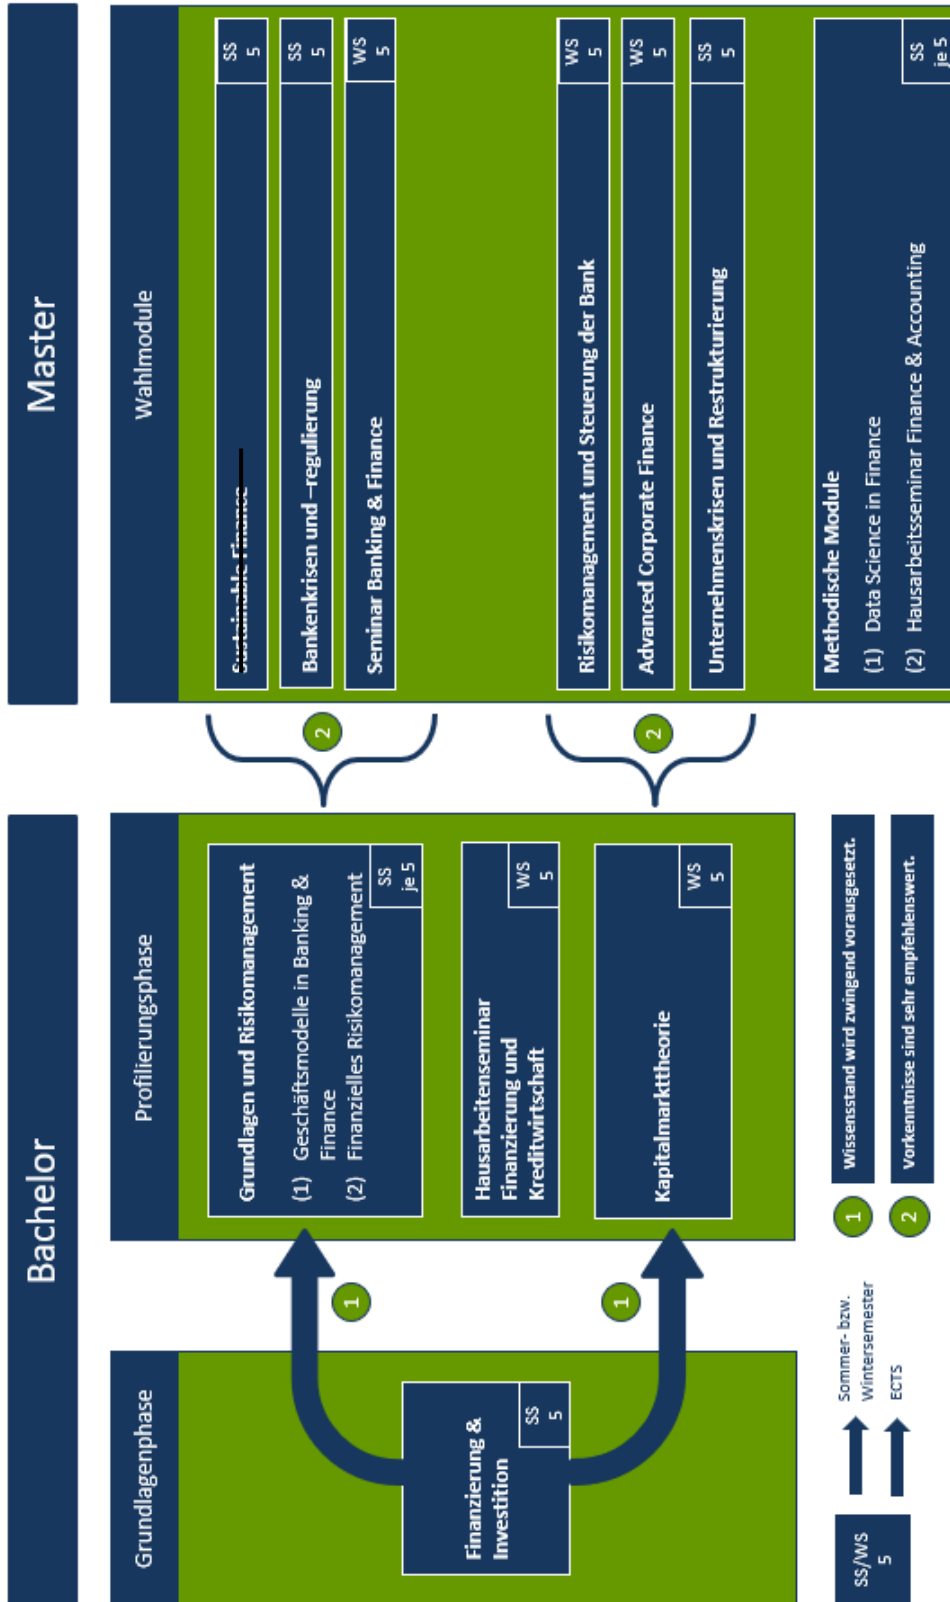 Bachelor
Master
Grundlagenphase
Profilierungsphase
Wahlmodule
Finanzierung &
Investition
SS
5
1
1
Grundlagen und Risikomanagement
(1) Geschäftsmodelle in Banking &
Finance
(2) Finanzielles Risikomanagement
SS
je 5
Hausarbeitenseminar
Finanzierung und
Kreditwirtschaft
WS
5
Kapitalmarkttheorie
WS
5
2
2
Sustainable Finance
SS
5
Bankenkrisen und –regulierung
SS
5
Seminar Banking & Finance
WS
5
Risikomanagement und Steuerung der Bank
WS
5
Advanced Corporate Finance
WS
5
Unternehmenskrisen und Restrukturierung
SS
5
Methodische Module
(1) Data Science in Finance
(2) Hausarbeitsseminar Finance & Accounting
SS
je 5
SS/WS
5
Sommer- bzw.
Wintersemester
ECTS
1
Wissensstand wird zwingend vorausgesetzt.
2
Vorkenntnisse sind sehr empfehlenswert.